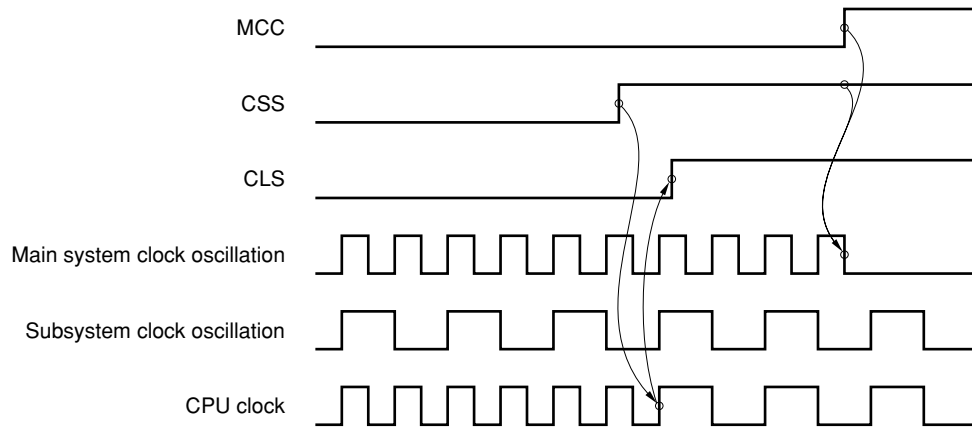 MCC
CSS
CLS
Main system clock oscillation
Subsystem clock oscillation
CPU clock